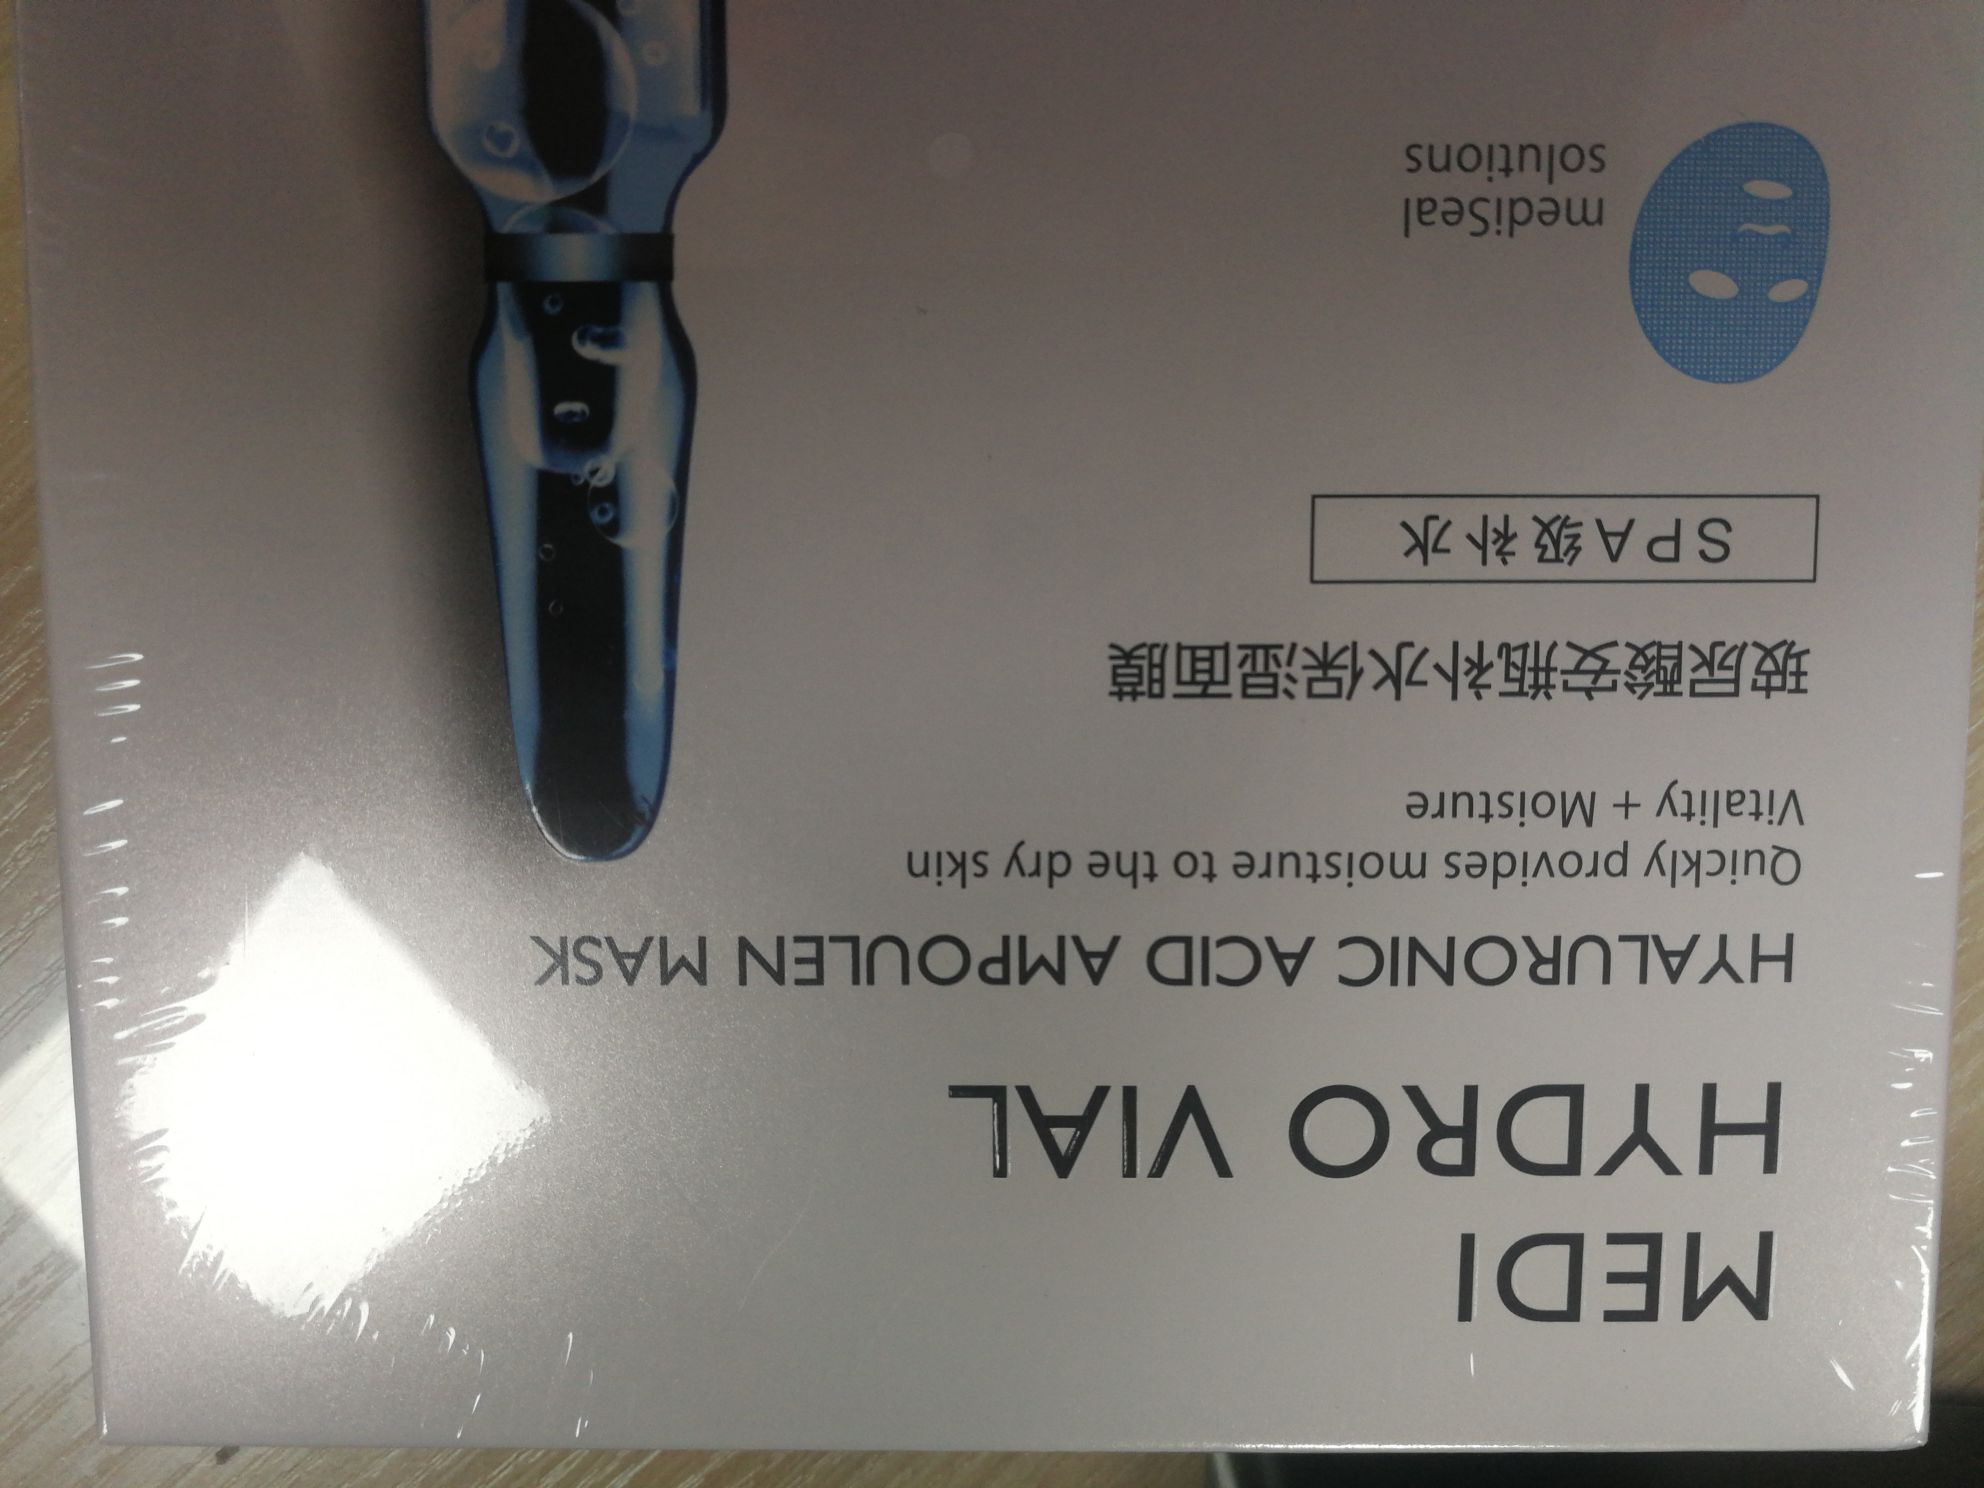 MEDI
HYDRO VIAL
HYALURONIC ACID AMPOULEN MASK
Quickly provides moisture to the dry skin
Vitality + Moisture
玻尿酸安瓶补水保湿面膜
SPA级补水
mediSeal
solutions